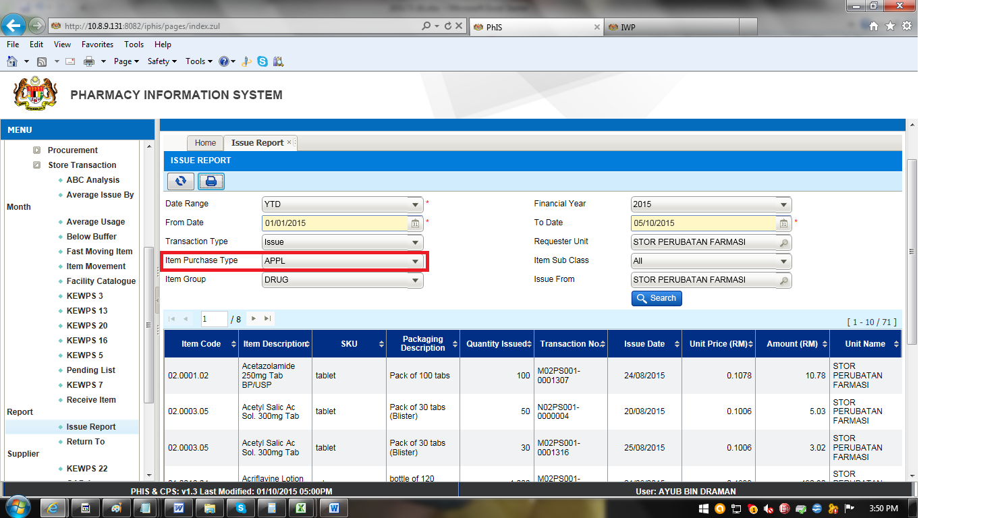 http://10.8.9.131:8082/iphis/pages/index.zul
PhIS
IWP
File Edit View Favorites Tools Help
Page Safety Tools
PHARMACY INFORMATION SYSTEM
MENU
Procurement
Store Transaction
ABC Analysis
Average Issue By
Month
Average Usage
Below Buffer
Fast Moving Item
Item Movement
Facility Catalogue
KEWPS 3
KEWPS 13
KEWPS 20
KEWPS 16
KEWPS 5
Pending List
KEWPS 7
Receive Item
Report
Issue Report
Return To
Supplier
KEWPS 22
Home Issue Report
ISSUE REPORT
Date Range YTD * Financial Year 2015
From Date 01/01/2015 * To Date 05/10/2015 *
Transaction Type Issue Requester Unit STOR PERUBATAN FARMASI
Item Purchase Type APPL Item Sub Class All
Item Group DRUG Issue From STOR PERUBATAN FARMASI
Search
1 / 8 [ 1 - 10 / 71 ]
Item Code Item Description SKU Packaging Description Quantity Issued Transaction No. Issue Date Unit Price (RM) Amount (RM) Unit Name
02.0001.02 Acetazolamide 250mg Tab BP/USP tablet Pack of 100 tabs 100 M02PS001-0001307 24/08/2015 0.1078 10.78 STOR PERUBATAN FARMASI
02.0003.05 Acetyl Salic Ac Sol. 300mg Tab tablet Pack of 30 tabs (Blister) 50 N02PS001-0000004 20/08/2015 0.1006 5.03 STOR PERUBATAN FARMASI
02.0003.05 Acetyl Salic Ac Sol. 300mg Tab tablet Pack of 30 tabs (Blister) 30 M02PS001-0001316 25/08/2015 0.1006 3.02 STOR PERUBATAN FARMASI
Acriflavine Lotion bottle of 120 M02PS001- STOR
PHIS & CPS: v1.3 Last Modified: 01/10/2015 05:00PM
User: AYUB BIN DRAMAN
3:50 PM